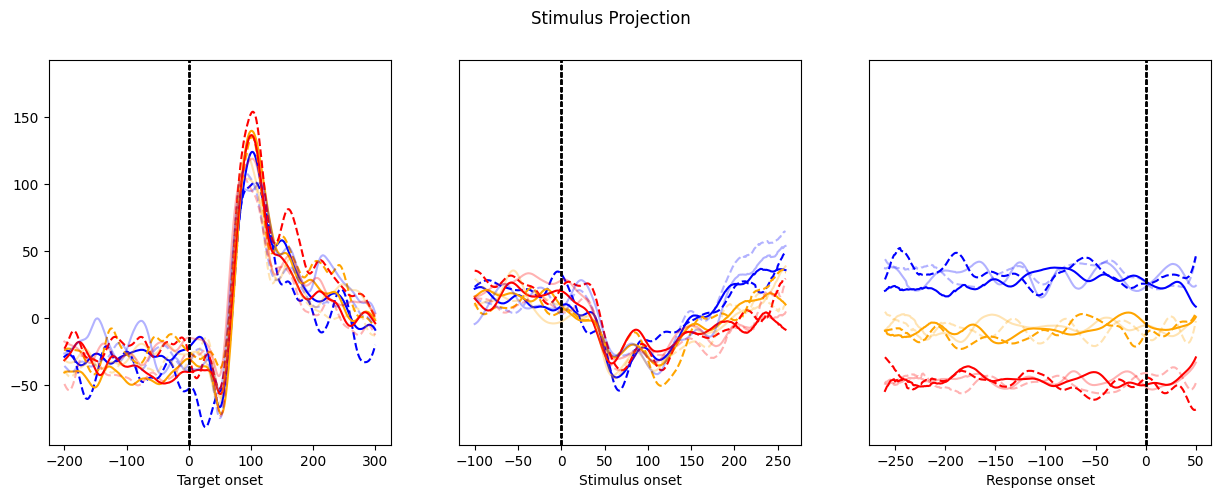 Stimulus Projection
150
100
50
0
−50
−200 −100 0 100 200 300
Target onset
−100 −50 0 50 100 150 200 250
Stimulus onset
−250 −200 −150 −100 −50 0 50
Response onset